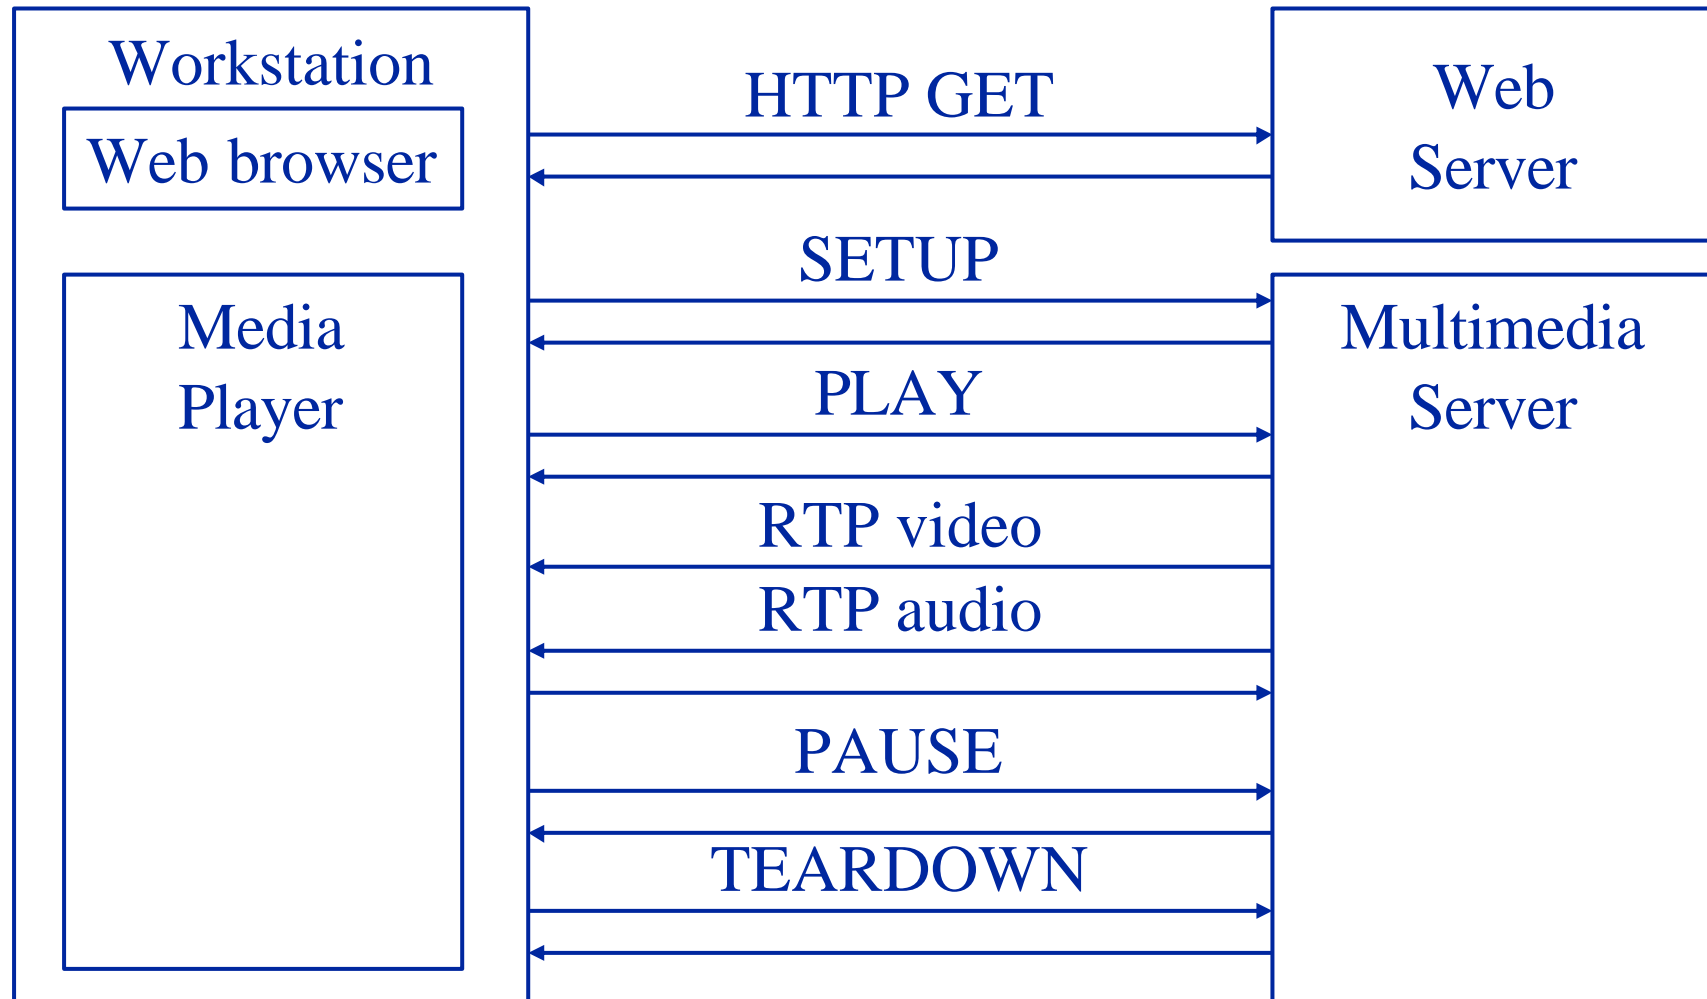 Workstation
Web browser
Media
Player
HTTP GET
SETUP
PLAY
RTP video
RTP audio
PAUSE
TEARDOWN
Web
Server
Multimedia
Server